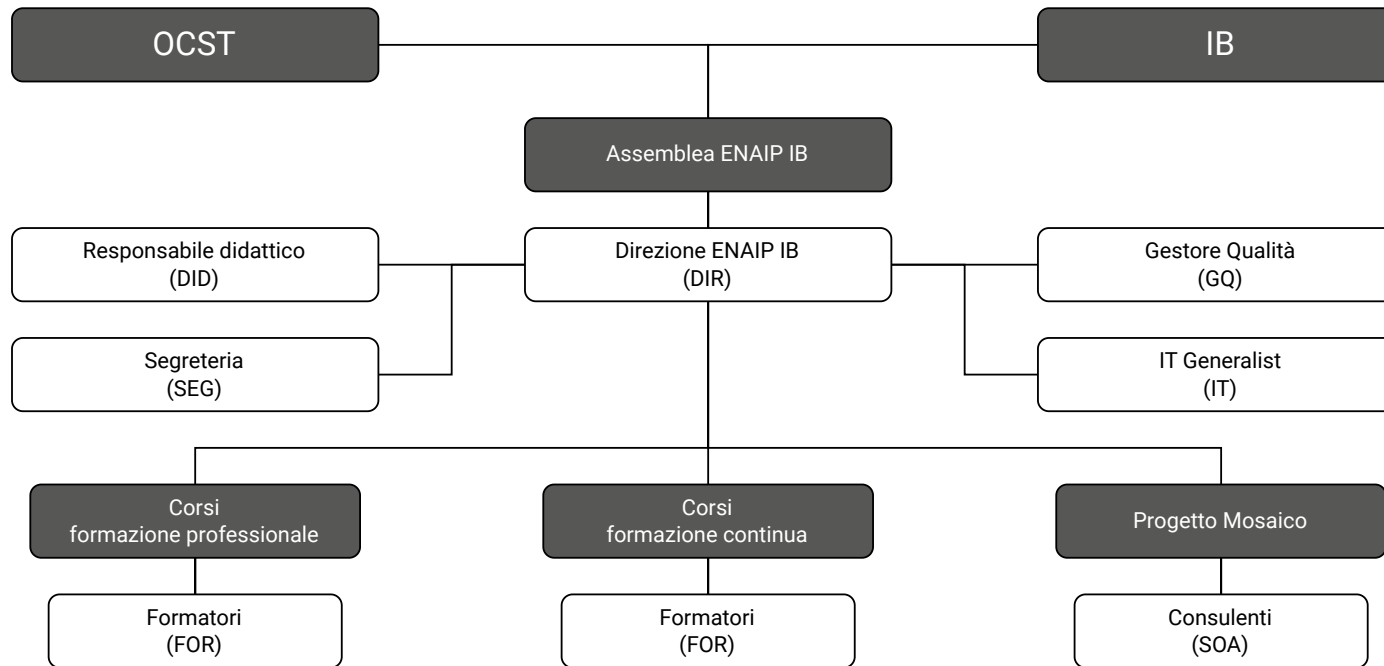 OCST
IB
Assemblea ENAIP IB
Responsabile didattico
(DID)
Direzione ENAIP IB
(DIR)
Gestore Qualità
(GQ)
Segreteria
(SEG)
IT Generalist
(IT)
Corsi
formazione professionale
Corsi
formazione continua
Progetto Mosaico
Formatori
(FOR)
Formatori
(FOR)
Consulenti
(SOA)